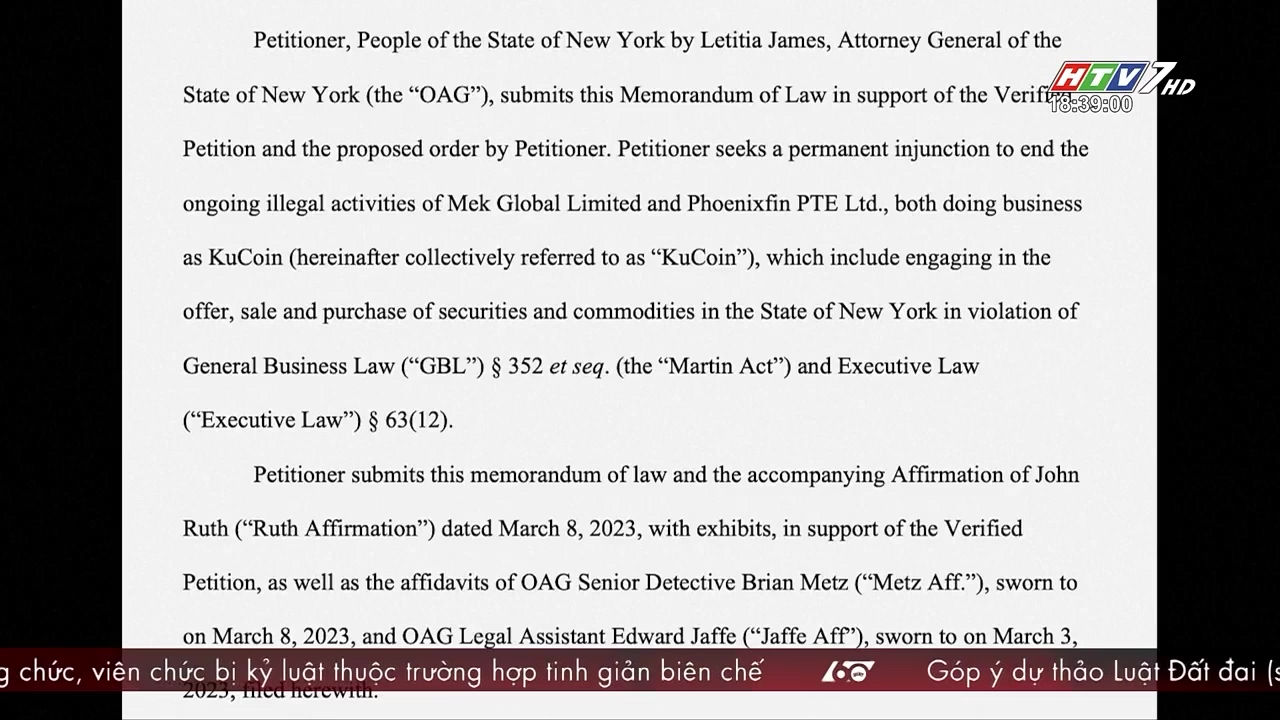 Petitioner, People of the State of New York by Letitia James, Attorney General of the
HTV7 HD
State of New York (the “OAG”), submits this Memorandum of Law in support of the Verified
18:39:00
Petition and the proposed order by Petitioner. Petitioner seeks a permanent injunction to end the
ongoing illegal activities of Mek Global Limited and Phoenixfin PTE Ltd., both doing business
as KuCoin (hereinafter collectively referred to as “KuCoin”), which include engaging in the
offer, sale and purchase of securities and commodities in the State of New York in violation of
General Business Law (“GBL”) § 352 et seq. (the “Martin Act”) and Executive Law
(“Executive Law”) § 63(12).
Petitioner submits this memorandum of law and the accompanying Affirmation of John
Ruth (“Ruth Affirmation”) dated March 8, 2023, with exhibits, in support of the Verified
Petition, as well as the affidavits of OAG Senior Detective Brian Metz (“Metz Aff.”), sworn to
on March 8, 2023, and OAG Legal Assistant Edward Jaffe (“Jaffe Aff”), sworn to on March 3,
chức, viên chức bị kỷ luật thuộc trường hợp tinh giản biên chế 60 Góp ý dự thảo Luật Đất đai (s
2023, filed herewith.